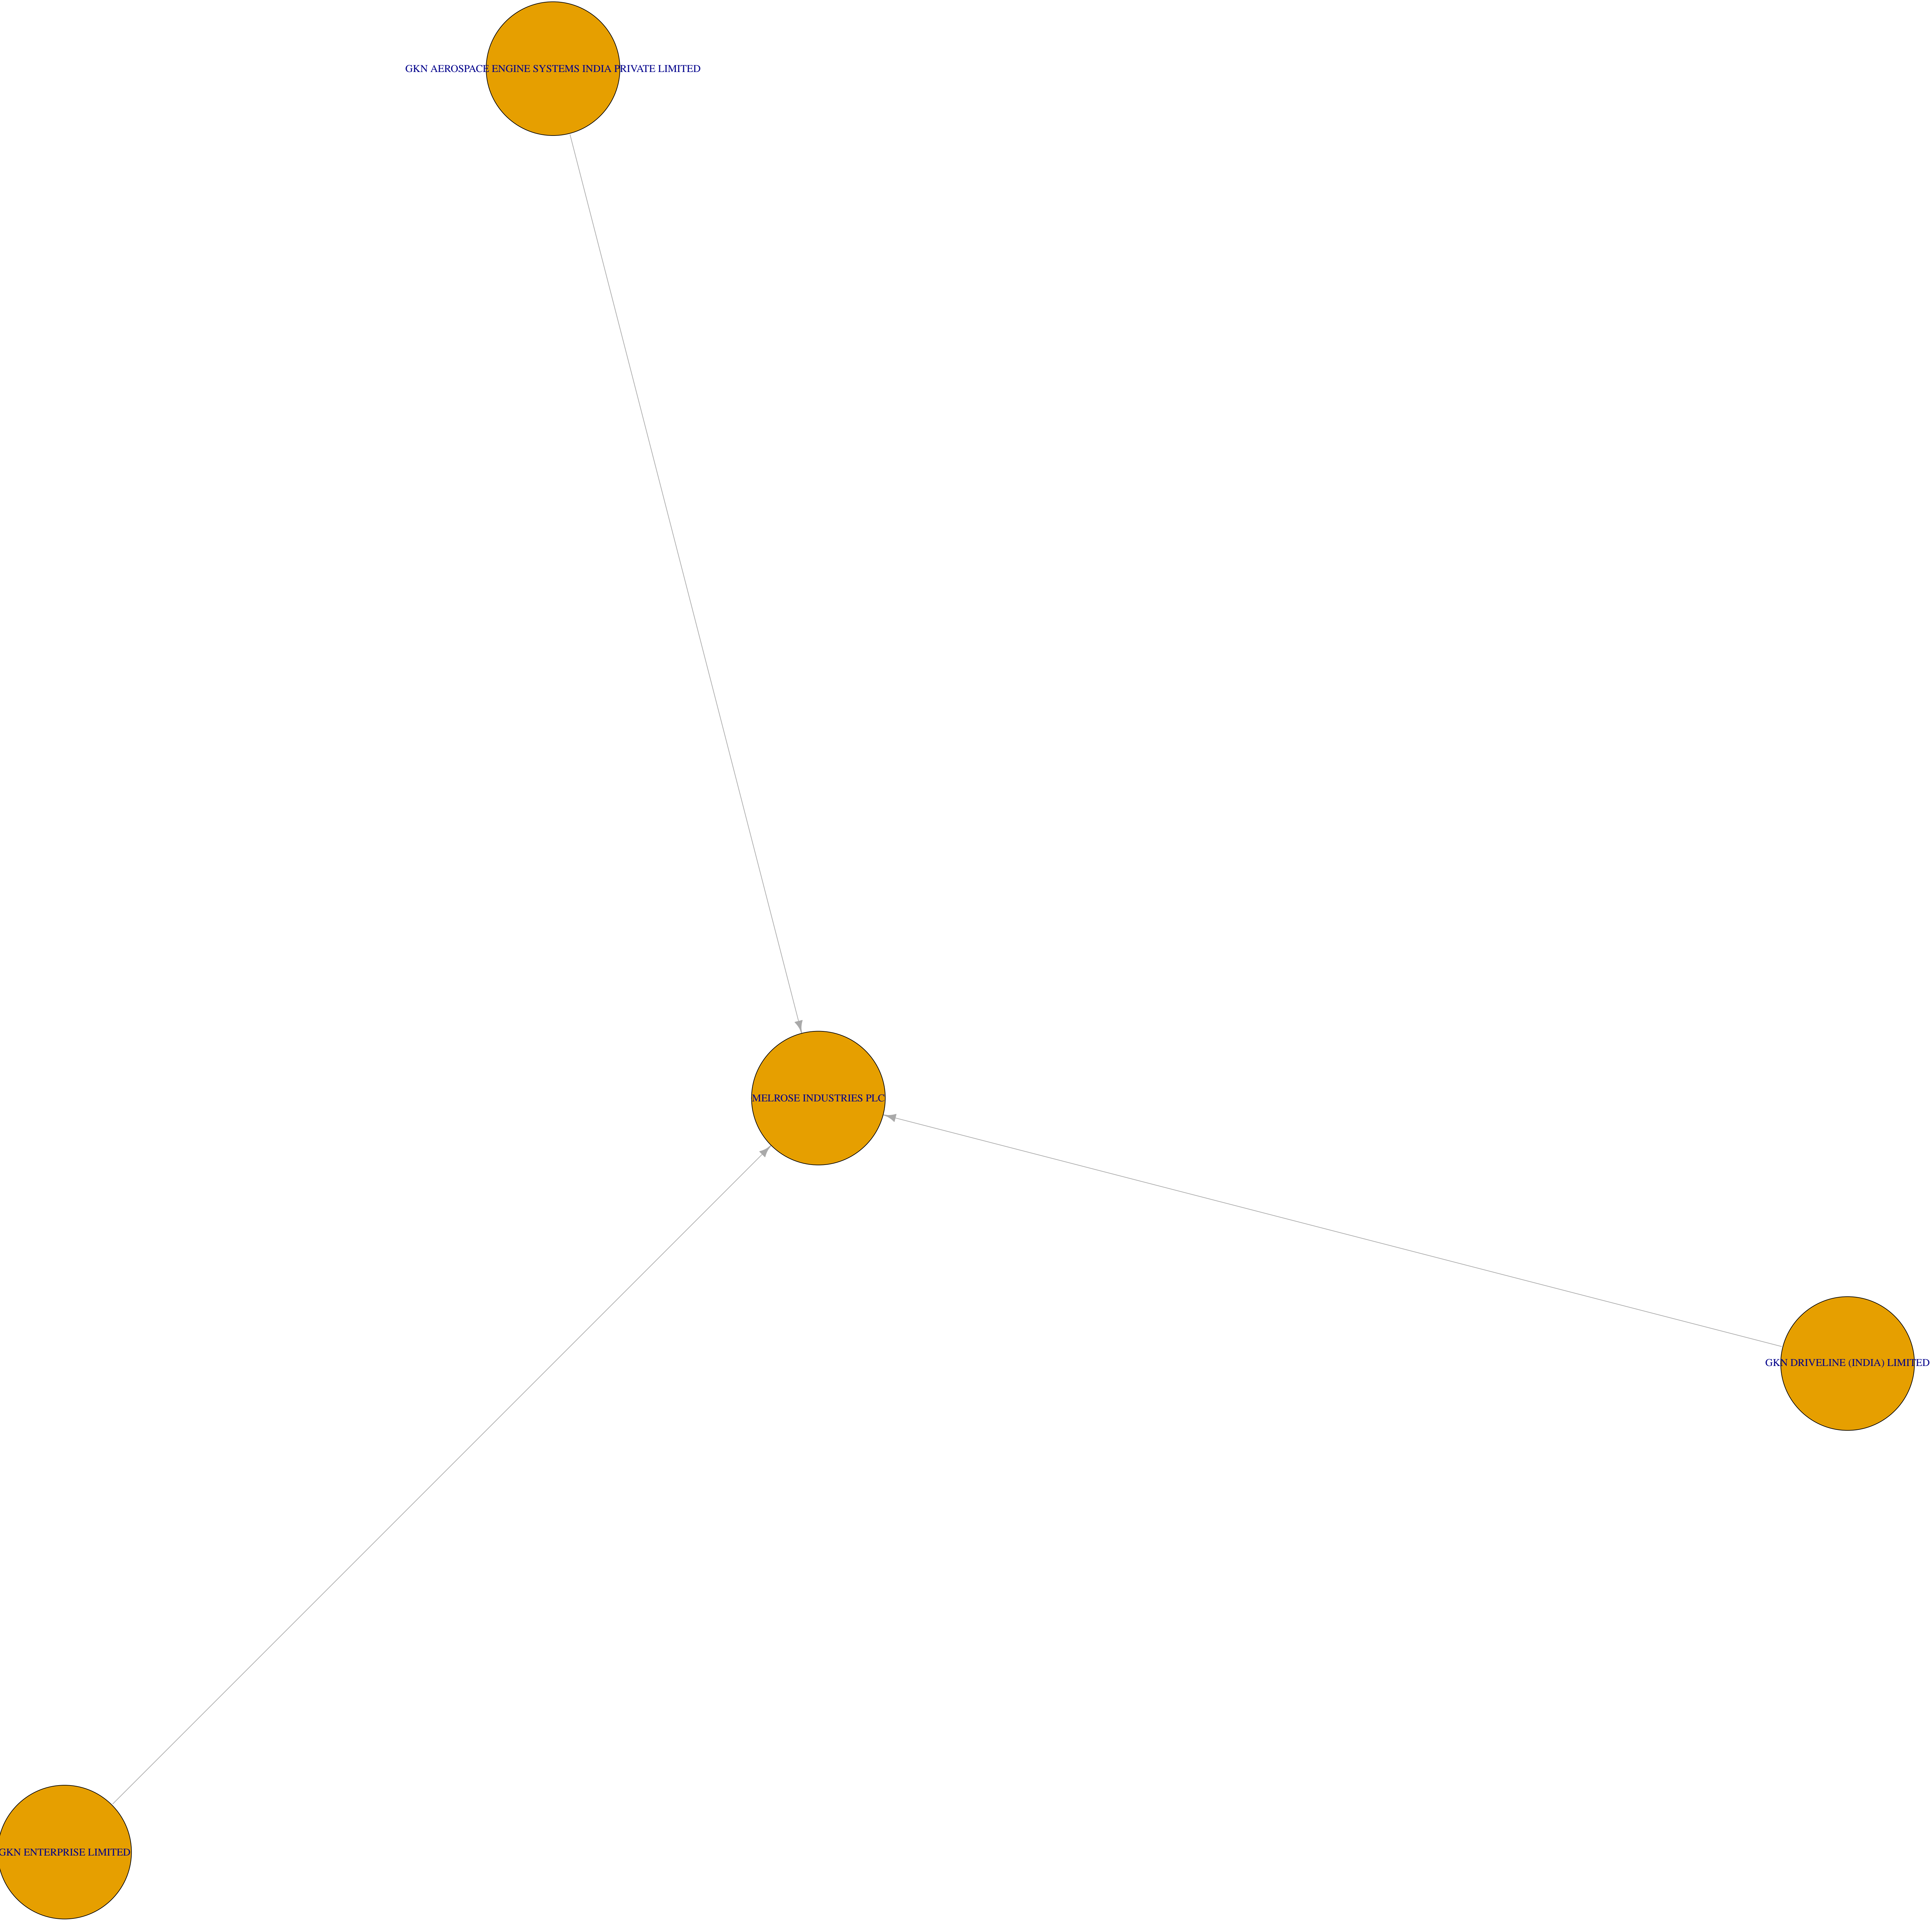 GKN AEROSPACE ENGINE SYSTEMS INDIA PRIVATE LIMITED
MELROSE INDUSTRIES PLC
GKN DRIVELINE (INDIA) LIMITED
GKN ENTERPRISE LIMITED